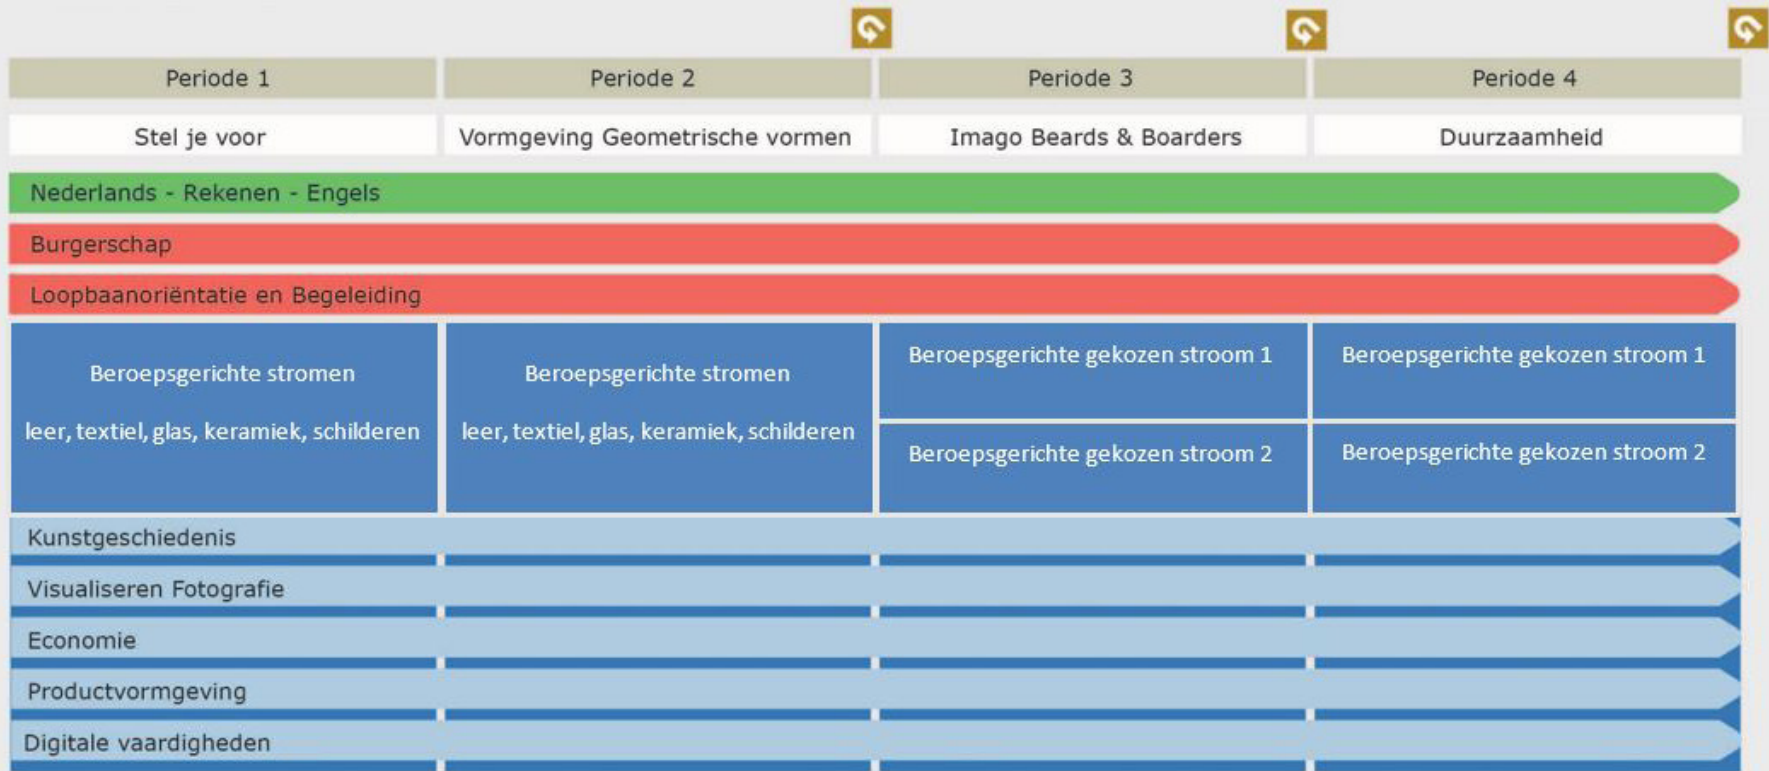 Periode 1
Periode 2
Periode 3
Periode 4
Stel je voor
Vormgeving Geometrische vormen
Imago Beards & Boarders
Duurzaamheid
Nederlands - Rekenen - Engels
Burgerschap
Loopbaanoriëntatie en Begeleiding
Beroepsgerichte stromen
leer, textiel, glas, keramiek, schilderen
Beroepsgerichte stromen
leer, textiel, glas, keramiek, schilderen
Beroepsgerichte gekozen stroom 1
Beroepsgerichte gekozen stroom 2
Beroepsgerichte gekozen stroom 1
Beroepsgerichte gekozen stroom 2
Kunstgeschiedenis
Visualiseren Fotografie
Economie
Productvormgeving
Digitale vaardigheden